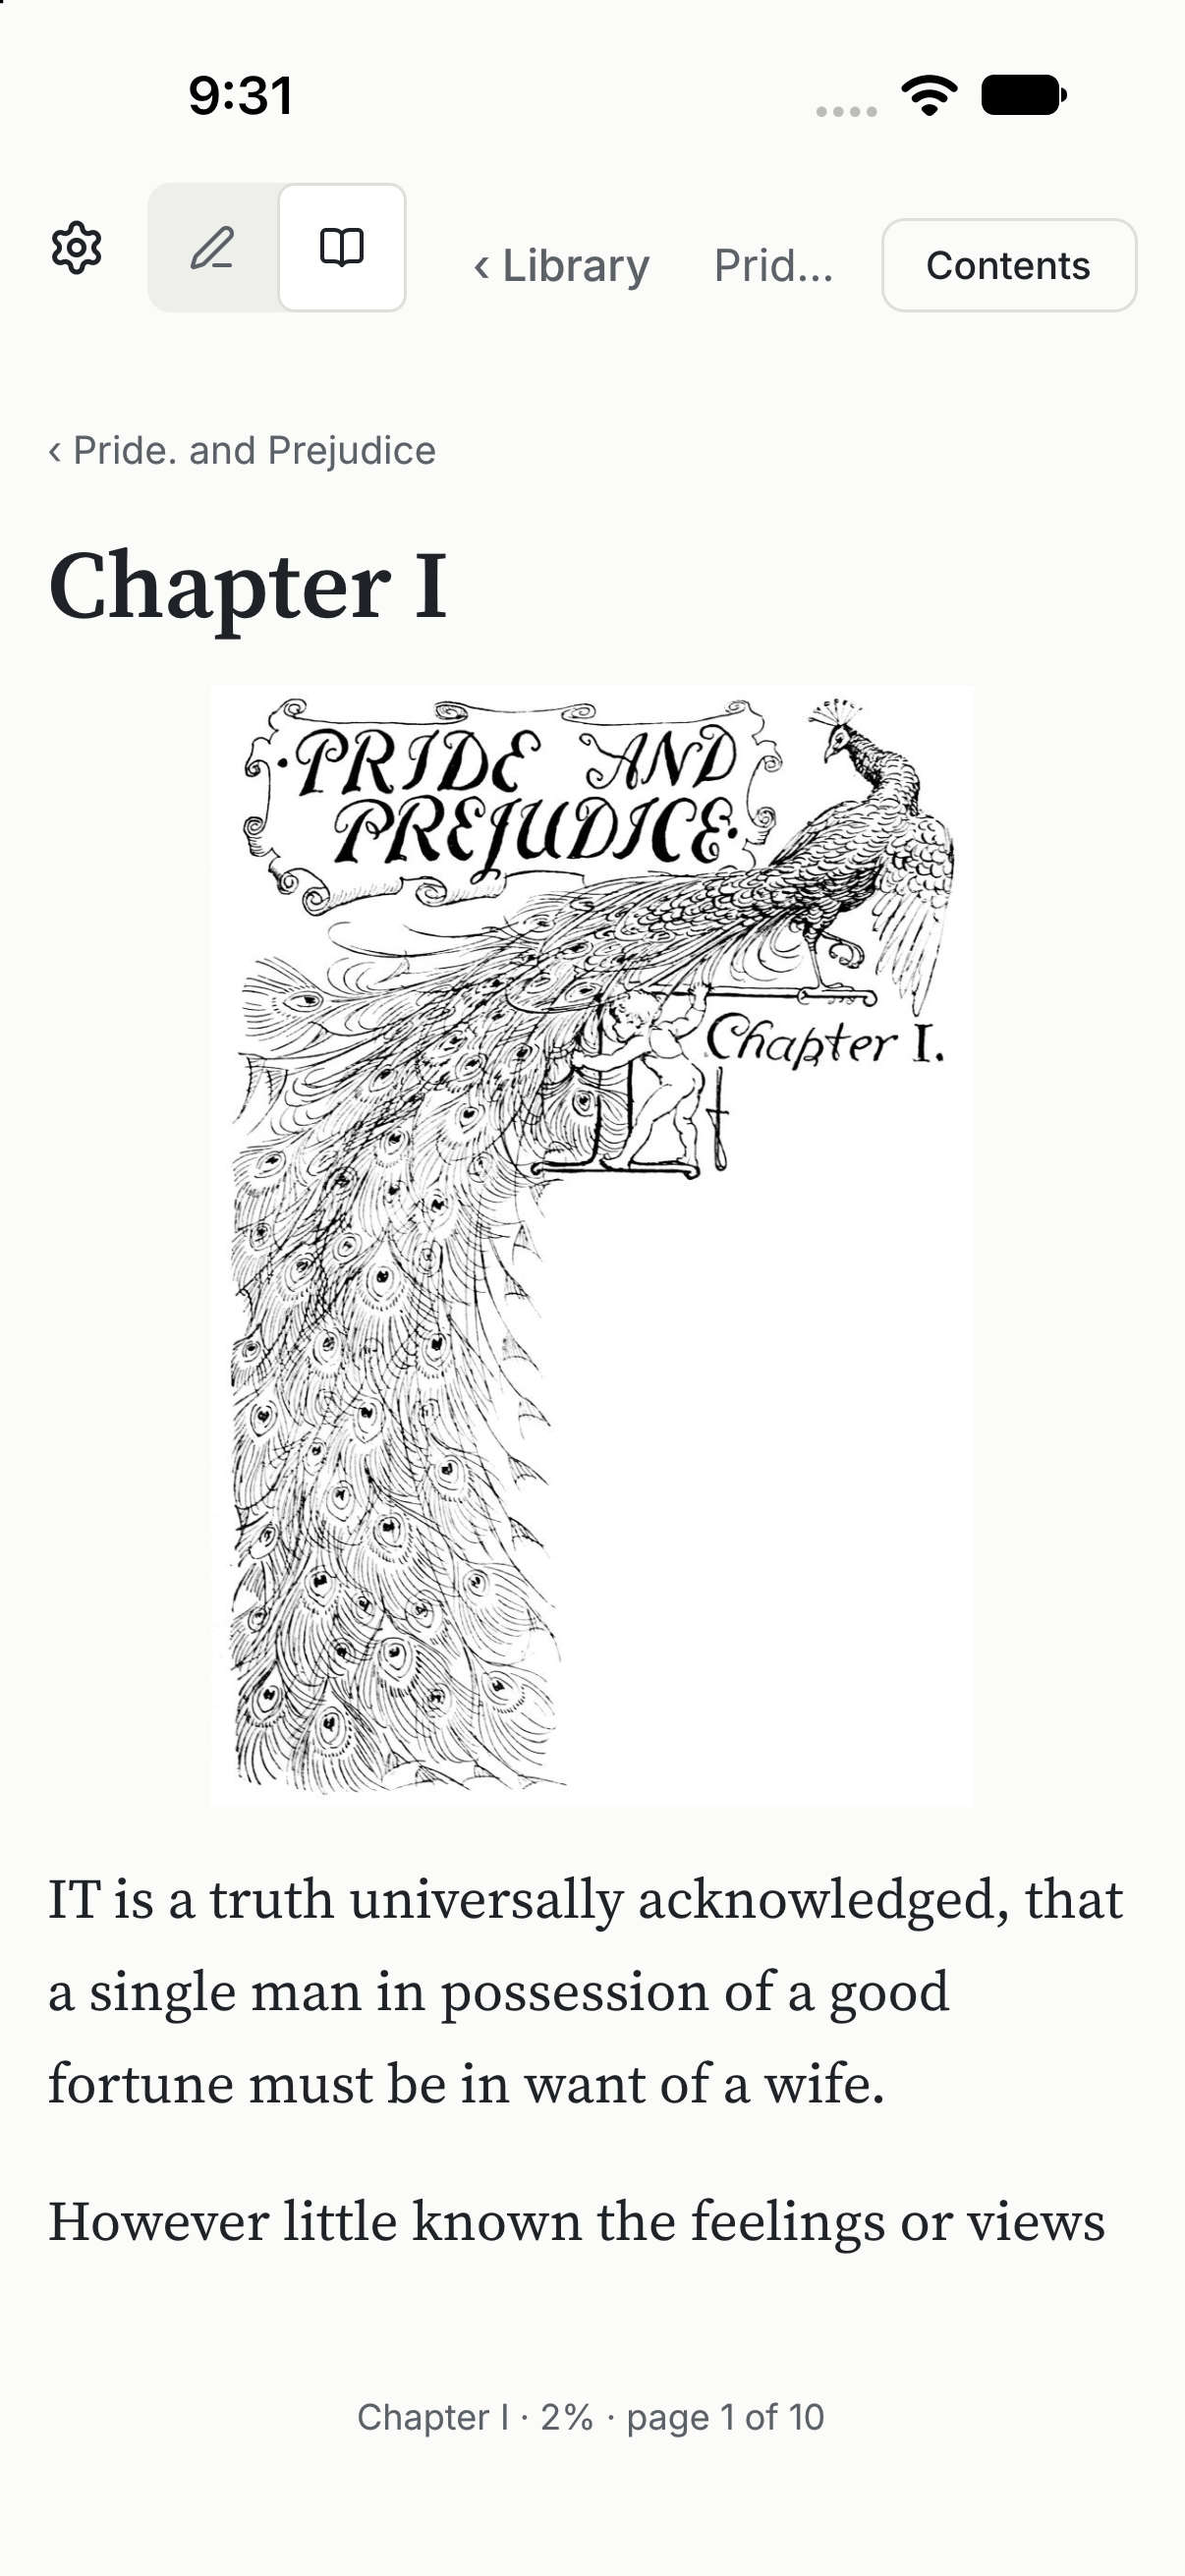 9:31
‹ Library
Prid...
Contents
‹ Pride. and Prejudice
Chapter I
·PRIDE AND
PREJUDICE·
Chapter I.
It
IT is a truth universally acknowledged, that
a single man in possession of a good
fortune must be in want of a wife.
However little known the feelings or views
Chapter I · 2% · page 1 of 10